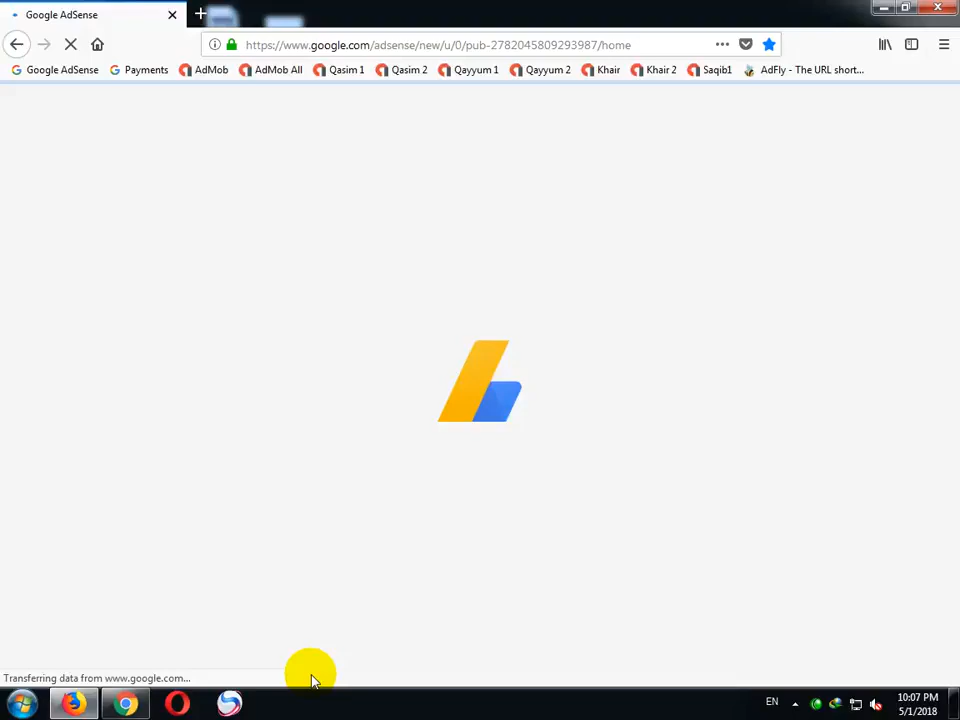 Google AdSense
https://www.google.com/adsense/new/u/0/pub-2782045809293987/home
Google AdSense Payments AdMob AdMob All Qasim 1 Qasim 2 Qayyum 1 Qayyum 2 Khair Khair 2 Saqib1 AdFly - The URL short...
Transferring data from www.google.com...
EN
10:07 PM
5/1/2018